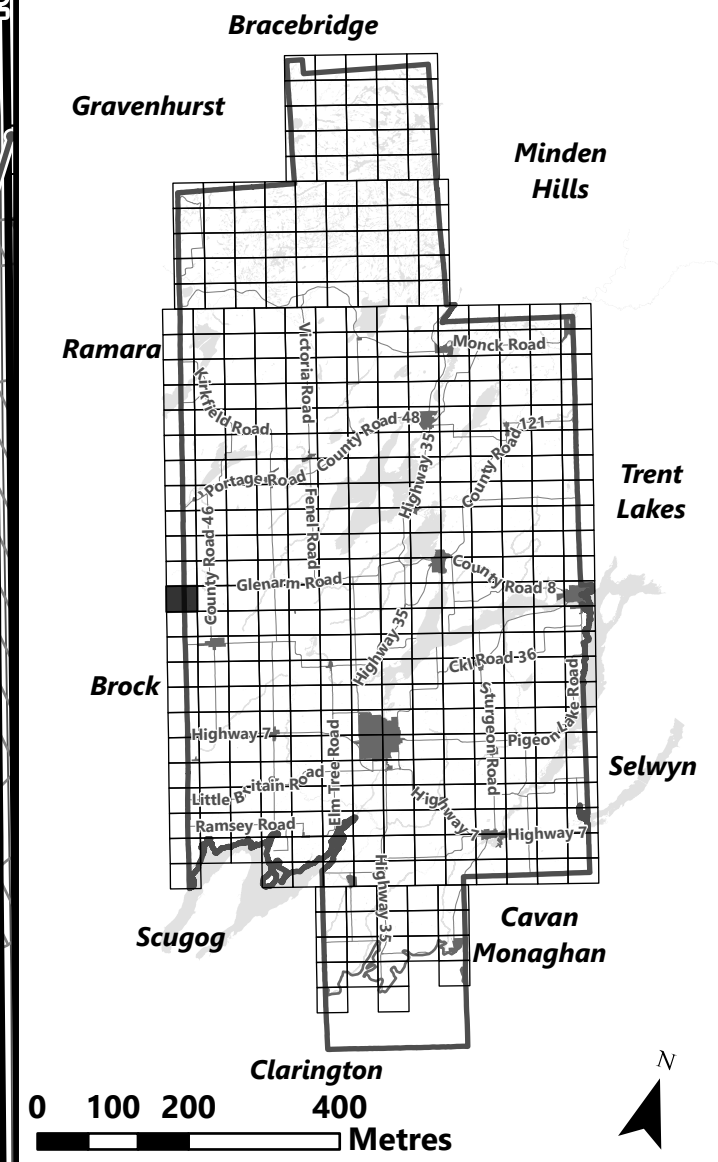 Bracebridge
Gravenhurst
Minden
Hills
Ramara
Monck Road
Victoria Road
Kirkfield Road
County Road 48
121
County Road
Highway 35
Portage Road
Trent
Lakes
Fenel Road
County Road 46
Glenarm Road
County Road 8
Highway 35
Ckl Road 36
Brock
Sturgeon Road
Pigeon Lake Road
Highway 7
Elm Tree Road
Selwyn
Little Britain Road
Ramsey Road
Highway 7
Highway 7
Highway 35
Scugog
Cavan
Monaghan
Clarington
N
0 100 200 400
Metres